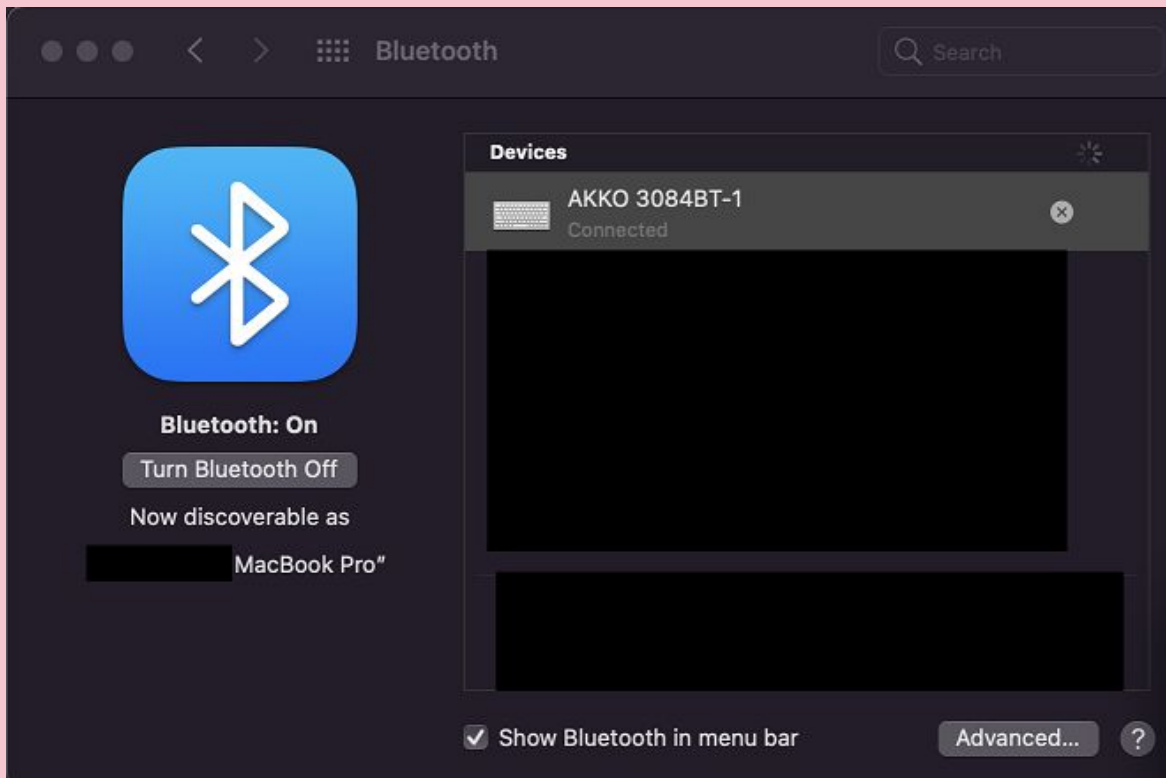 Bluetooth
Search
Bluetooth: On
Turn Bluetooth Off
Now discoverable as
MacBook Pro”
Devices
AKKO 3084BT-1
Connected
Show Bluetooth in menu bar
Advanced...
?